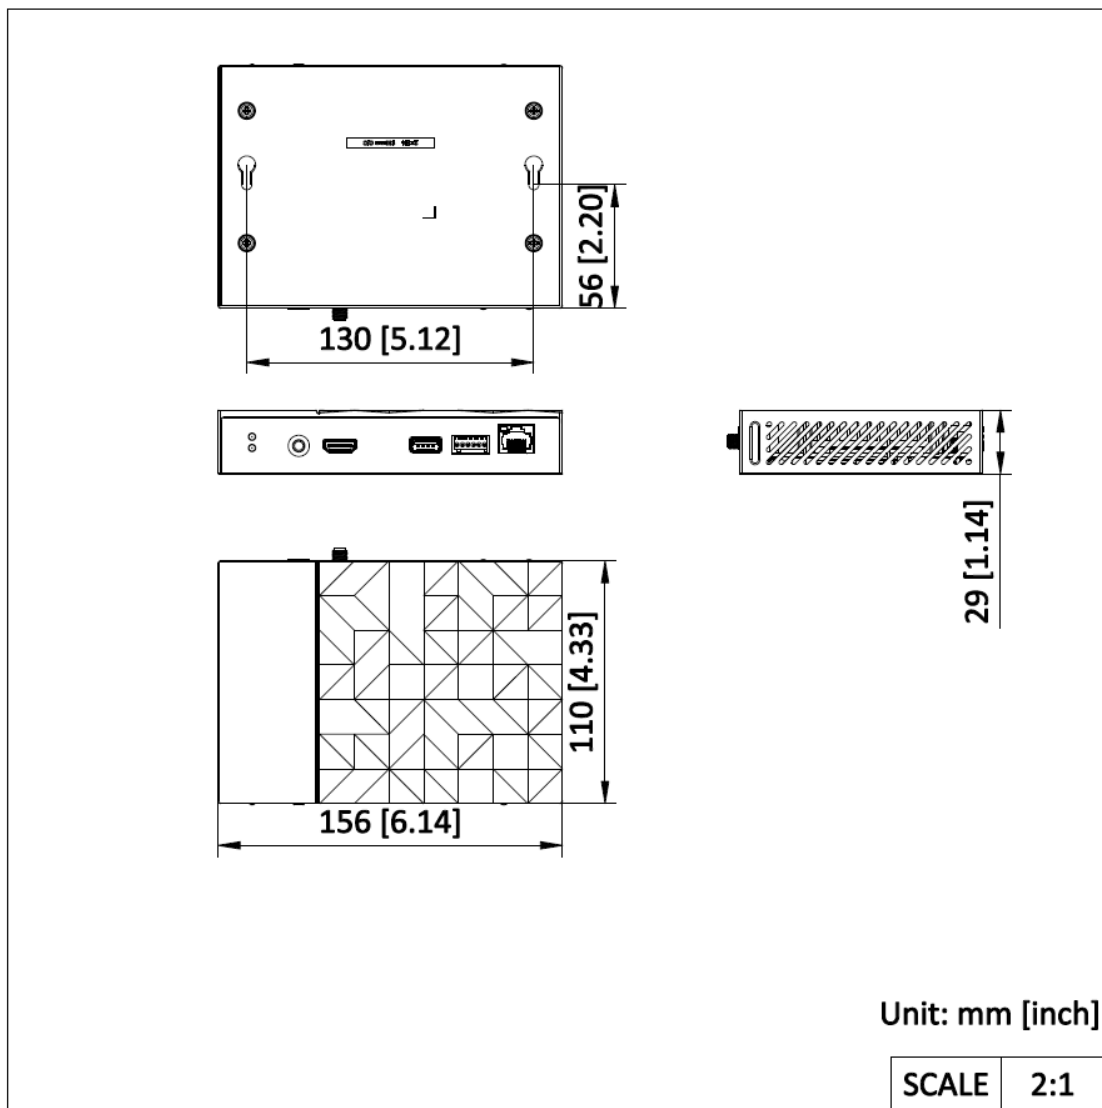 56 [2.20]
130 [5.12]
29 [1.14]
110 [4.33]
156 [6.14]
Unit: mm [inch]
SCALE 2:1